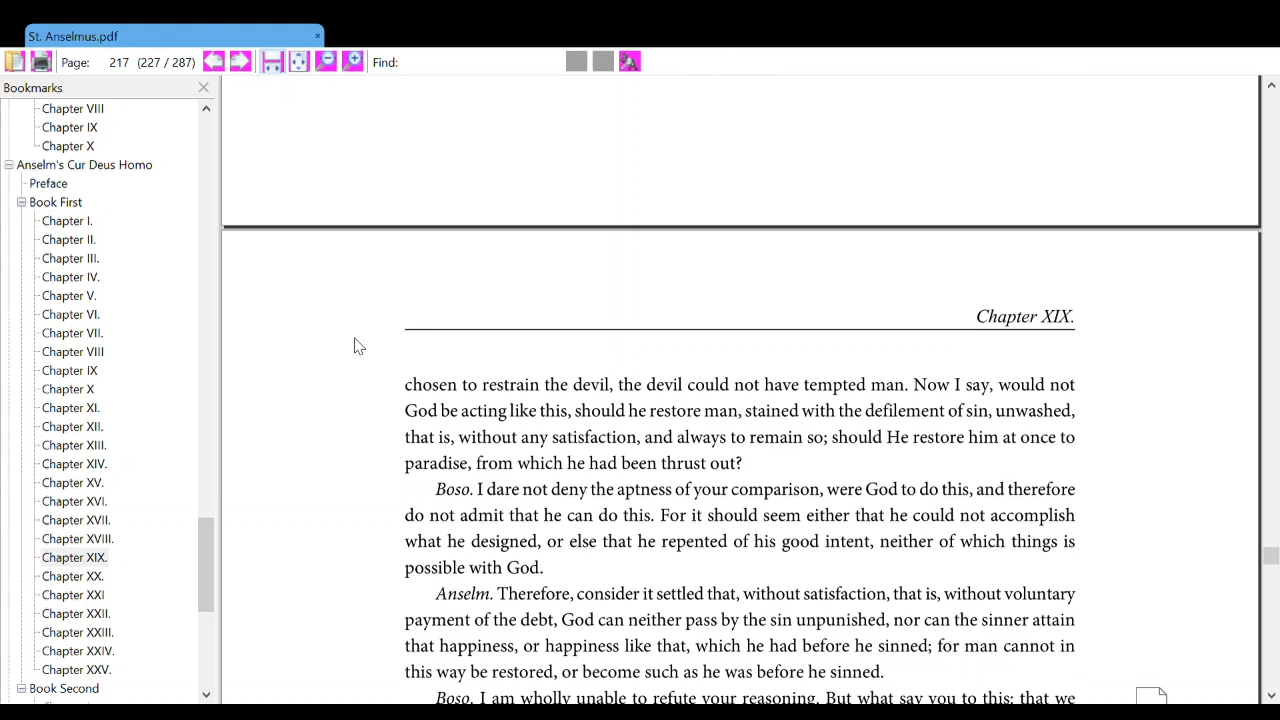 St. Anselmus.pdf
Page: 217 (227 / 287) Find:
Bookmarks
Chapter VIII
Chapter IX
Chapter X
Anselm's Cur Deus Homo
Preface
Book First
Chapter I.
Chapter II.
Chapter III.
Chapter IV.
Chapter V.
Chapter VI.
Chapter VII.
Chapter VIII
Chapter IX
Chapter X
Chapter XI.
Chapter XII.
Chapter XIII.
Chapter XIV.
Chapter XV.
Chapter XVI.
Chapter XVII.
Chapter XVIII.
Chapter XIX.
Chapter XX.
Chapter XXI
Chapter XXII.
Chapter XXIII.
Chapter XXIV.
Chapter XXV.
Book Second
Chapter XIX.
chosen to restrain the devil, the devil could not have tempted man. Now I say, would not
God be acting like this, should he restore man, stained with the defilement of sin, unwashed,
that is, without any satisfaction, and always to remain so; should He restore him at once to
paradise, from which he had been thrust out?
Boso. I dare not deny the aptness of your comparison, were God to do this, and therefore
do not admit that he can do this. For it should seem either that he could not accomplish
what he designed, or else that he repented of his good intent, neither of which things is
possible with God.
Anselm. Therefore, consider it settled that, without satisfaction, that is, without voluntary
payment of the debt, God can neither pass by the sin unpunished, nor can the sinner attain
that happiness, or happiness like that, which he had before he sinned; for man cannot in
this way be restored, or become such as he was before he sinned.
Boso. I am wholly unable to refute your reasoning. But what say you to this: that we